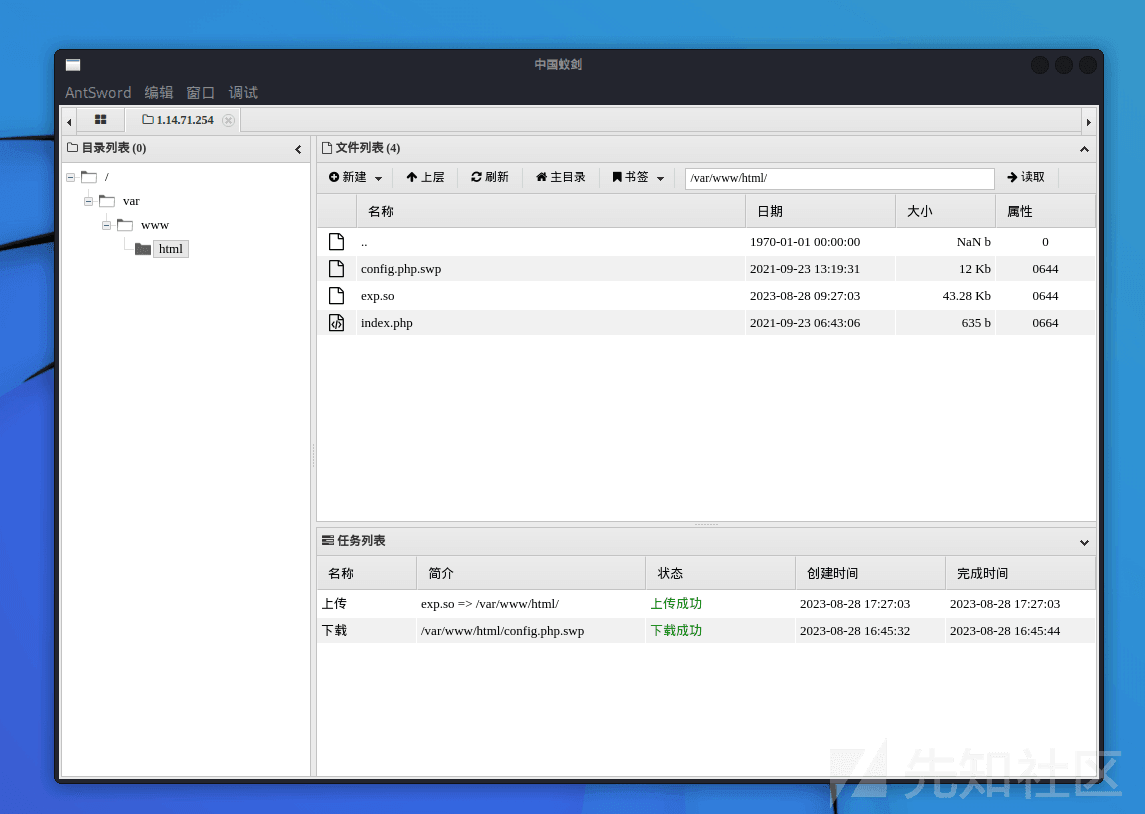 中国蚁剑
AntSword 编辑 窗口 调试
1.14.71.254
目录列表 (0)
/
var
www
html
文件列表 (4)
新建 上层 刷新 主目录 书签 /var/www/html/ 读取
名称 日期 大小 属性
.. 1970-01-01 00:00:00 NaN b 0
config.php.swp 2021-09-23 13:19:31 12 Kb 0644
exp.so 2023-08-28 09:27:03 43.28 Kb 0644
index.php 2021-09-23 06:43:06 635 b 0664
任务列表
名称 简介 状态 创建时间 完成时间
上传 exp.so => /var/www/html/ 上传成功 2023-08-28 17:27:03 2023-08-28 17:27:03
下载 /var/www/html/config.php.swp 下载成功 2023-08-28 16:45:32 2023-08-28 16:45:44
先知社区